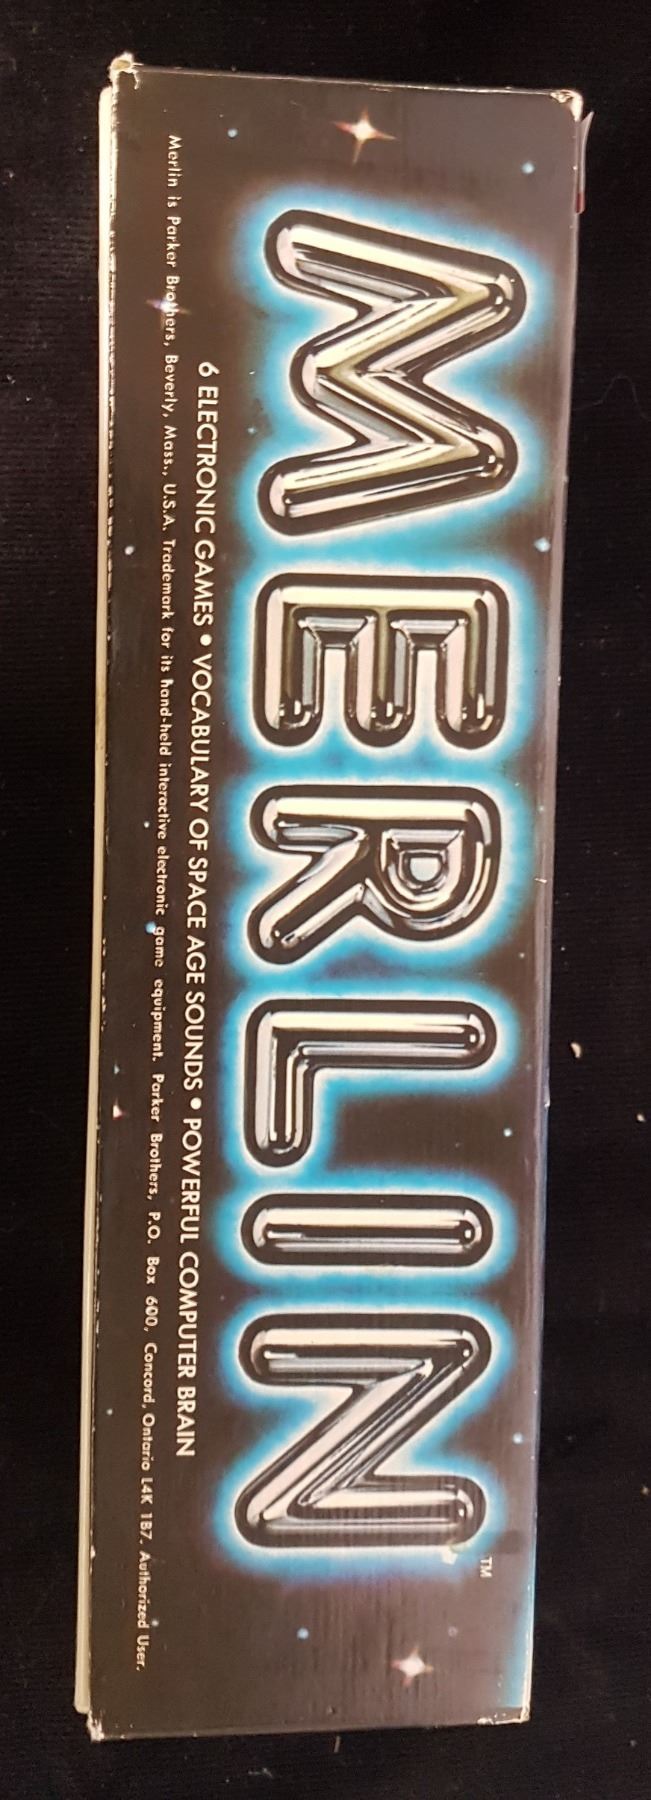 MERLIN™
6 ELECTRONIC GAMES • VOCABULARY OF SPACE AGE SOUNDS • POWERFUL COMPUTER BRAIN
Merlin is Parker Brothers, Beverly, Mass., U.S.A. Trademark for its hand-held interactive electronic game equipment. Parker Brothers, P.O. Box 600, Concord, Ontario L4K 1B7. Authorized User.